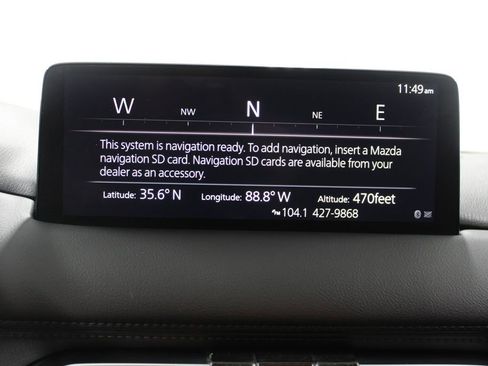 11:49am
W NW N NE E
This system is navigation ready. To add navigation, insert a Mazda
navigation SD card. Navigation SD cards are available from your
dealer as an accessory.
Latitude: 35.6° N Longitude: 88.8° W Altitude: 470feet
FM 104.1 427-9868